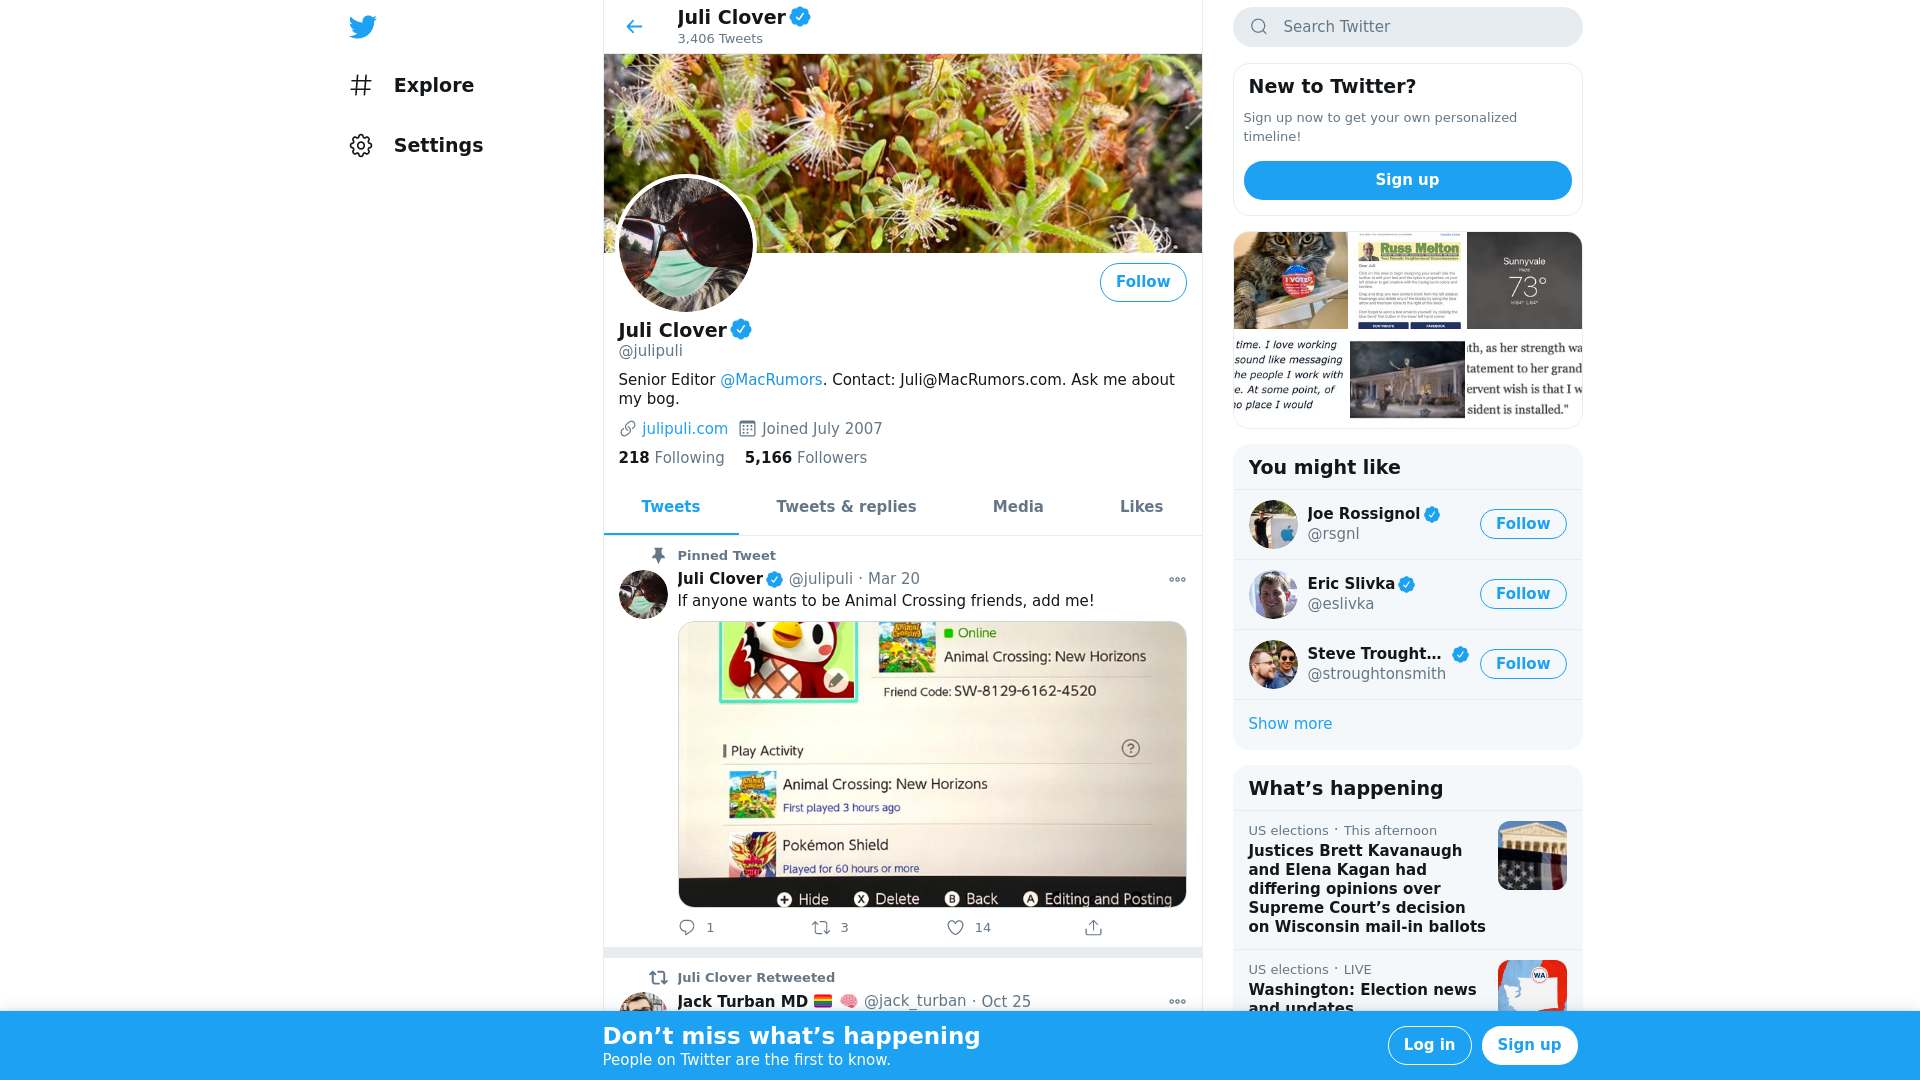 Explore
Settings
Juli Clover
3,406 Tweets
Follow
Juli Clover
@julipuli
Senior Editor @MacRumors. Contact: Juli@MacRumors.com. Ask me about
my bog.
julipuli.com Joined July 2007
218 Following 5,166 Followers
Tweets Tweets & replies Media Likes
Pinned Tweet
Juli Clover @julipuli · Mar 20
If anyone wants to be Animal Crossing friends, add me!
Online
Animal Crossing: New Horizons
Friend Code: SW-8129-6162-4520
Play Activity
?
Animal Crossing: New Horizons
First played 3 hours ago
Pokémon Shield
Played for 60 hours or more
+ Hide X Delete B Back A Editing and Posting
1 3 14
Juli Clover Retweeted
Jack Turban MD @jack_turban · Oct 25
Search Twitter
New to Twitter?
Sign up now to get your own personalized
timeline!
Sign up
I VOTED
Russ Melton
Sunnyvale
Haze
73°
time. I love working
sound like messaging
he people I work with
e. At some point, of
no place I would
th, as her strength wa
tatement to her grand
ervent wish is that I w
sident is installed."
You might like
Joe Rossignol
@rsgnl
Follow
Eric Slivka
@eslivka
Follow
Steve Trought...
@stroughtonsmith
Follow
Show more
What's happening
US elections · This afternoon
Justices Brett Kavanaugh
and Elena Kagan had
differing opinions over
Supreme Court's decision
on Wisconsin mail-in ballots
US elections · LIVE
Washington: Election news
and updates
WA
Don't miss what's happening
People on Twitter are the first to know.
Log in
Sign up